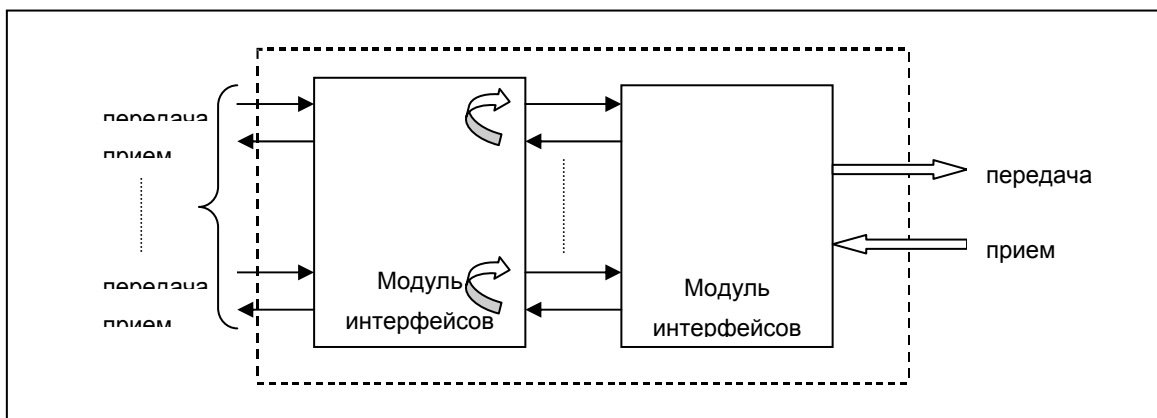 передача
прием
передача
прием
Модуль
интерфейсов
Модуль
интерфейсов
передача
прием